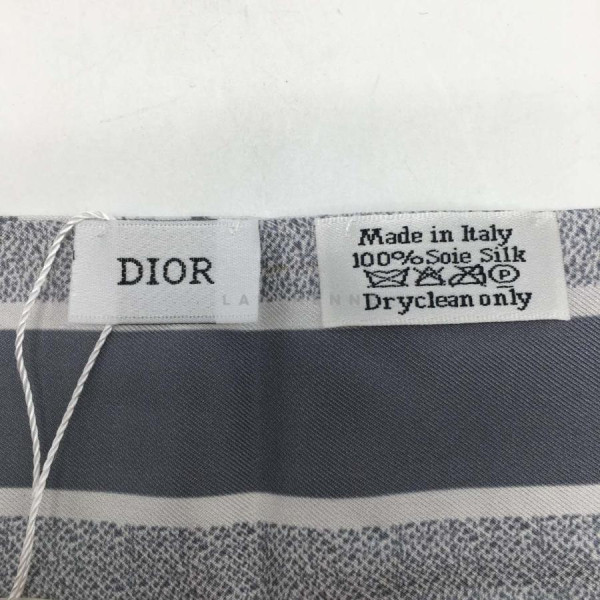 DIOR
Made in Italy
100% Soie Silk
P
Dryclean only